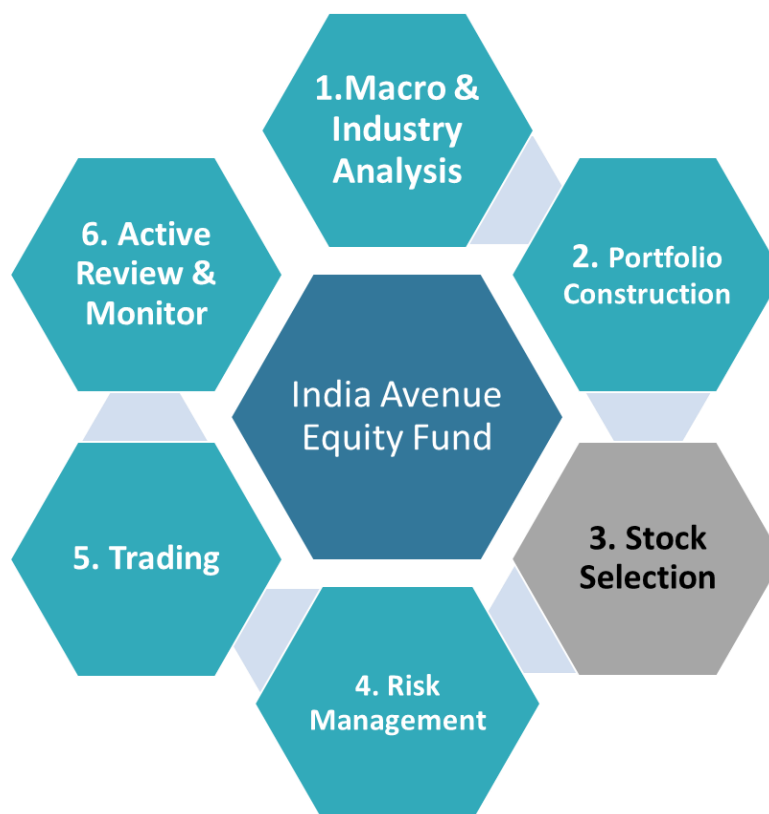 1.Macro &
Industry
Analysis
2. Portfolio
Construction
3. Stock
Selection
4. Risk
Management
5. Trading
6. Active
Review &
Monitor
India Avenue
Equity Fund